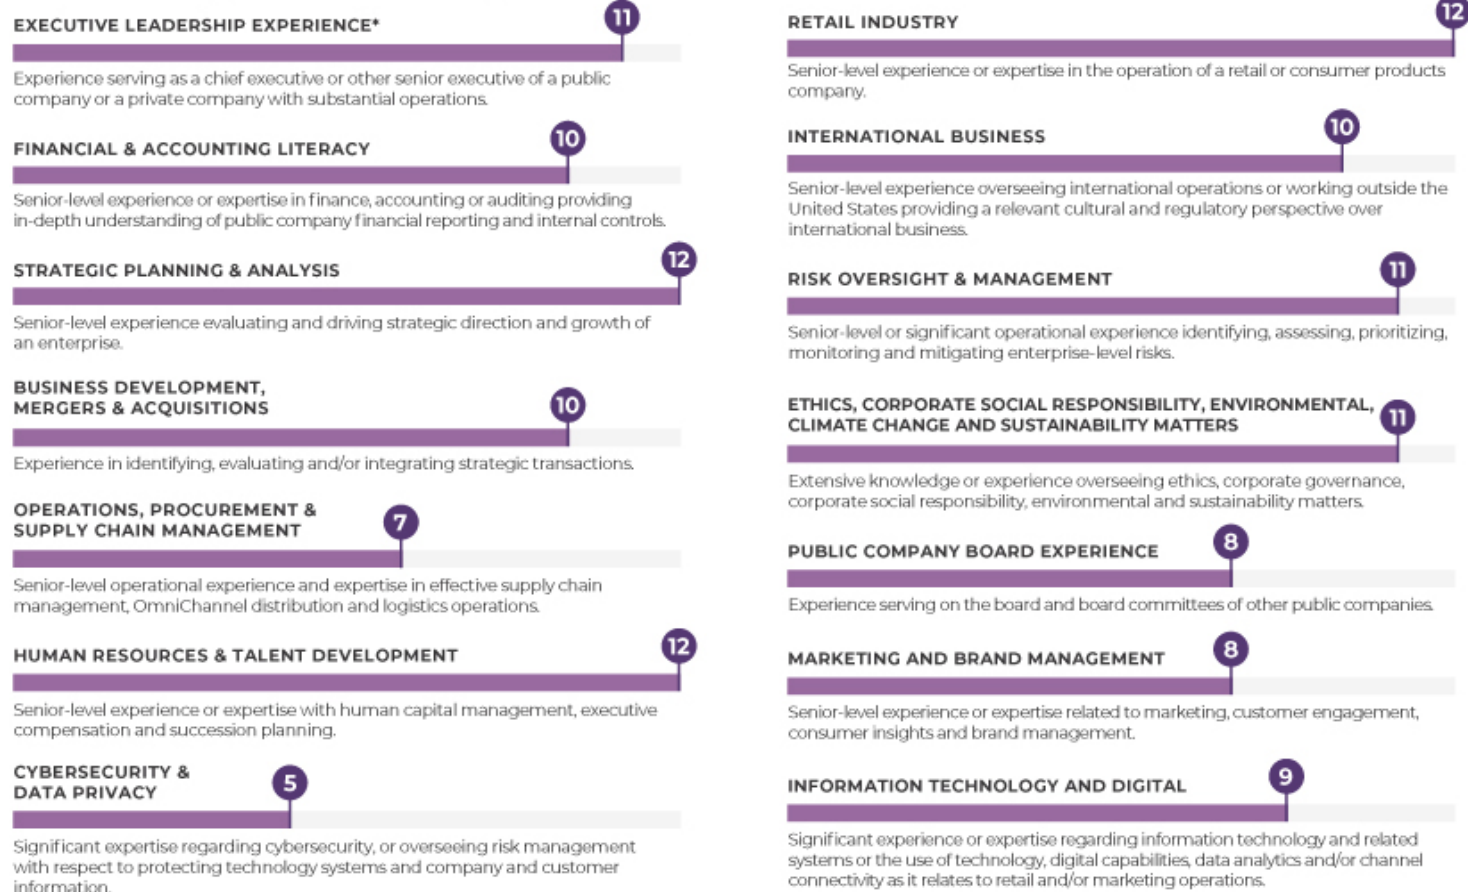 EXECUTIVE LEADERSHIP EXPERIENCE*
11
Experience serving as a chief executive or other senior executive of a public
company or a private company with substantial operations.
FINANCIAL & ACCOUNTING LITERACY
10
Senior-level experience or expertise in finance, accounting or auditing providing
in-depth understanding of public company financial reporting and internal controls.
STRATEGIC PLANNING & ANALYSIS
12
Senior-level experience evaluating and driving strategic direction and growth of
an enterprise.
BUSINESS DEVELOPMENT,
MERGERS & ACQUISITIONS
10
Experience in identifying, evaluating and/or integrating strategic transactions.
OPERATIONS, PROCUREMENT &
SUPPLY CHAIN MANAGEMENT
7
Senior-level operational experience and expertise in effective supply chain
management, OmniChannel distribution and logistics operations.
HUMAN RESOURCES & TALENT DEVELOPMENT
12
Senior-level experience or expertise with human capital management, executive
compensation and succession planning.
CYBERSECURITY &
DATA PRIVACY
5
Significant expertise regarding cybersecurity, or overseeing risk management
with respect to protecting technology systems and company and customer
information.
RETAIL INDUSTRY
12
Senior-level experience or expertise in the operation of a retail or consumer products
company.
INTERNATIONAL BUSINESS
10
Senior-level experience overseeing international operations or working outside the
United States providing a relevant cultural and regulatory perspective over
international business.
RISK OVERSIGHT & MANAGEMENT
11
Senior-level or significant operational experience identifying, assessing, prioritizing,
monitoring and mitigating enterprise-level risks.
ETHICS, CORPORATE SOCIAL RESPONSIBILITY, ENVIRONMENTAL,
CLIMATE CHANGE AND SUSTAINABILITY MATTERS
11
Extensive knowledge or experience overseeing ethics, corporate governance,
corporate social responsibility, environmental and sustainability matters.
PUBLIC COMPANY BOARD EXPERIENCE
8
Experience serving on the board and board committees of other public companies.
MARKETING AND BRAND MANAGEMENT
8
Senior-level experience or expertise related to marketing, customer engagement,
consumer insights and brand management.
INFORMATION TECHNOLOGY AND DIGITAL
9
Significant experience or expertise regarding information technology and related
systems or the use of technology, digital capabilities, data analytics and/or channel
connectivity as it relates to retail and/or marketing operations.